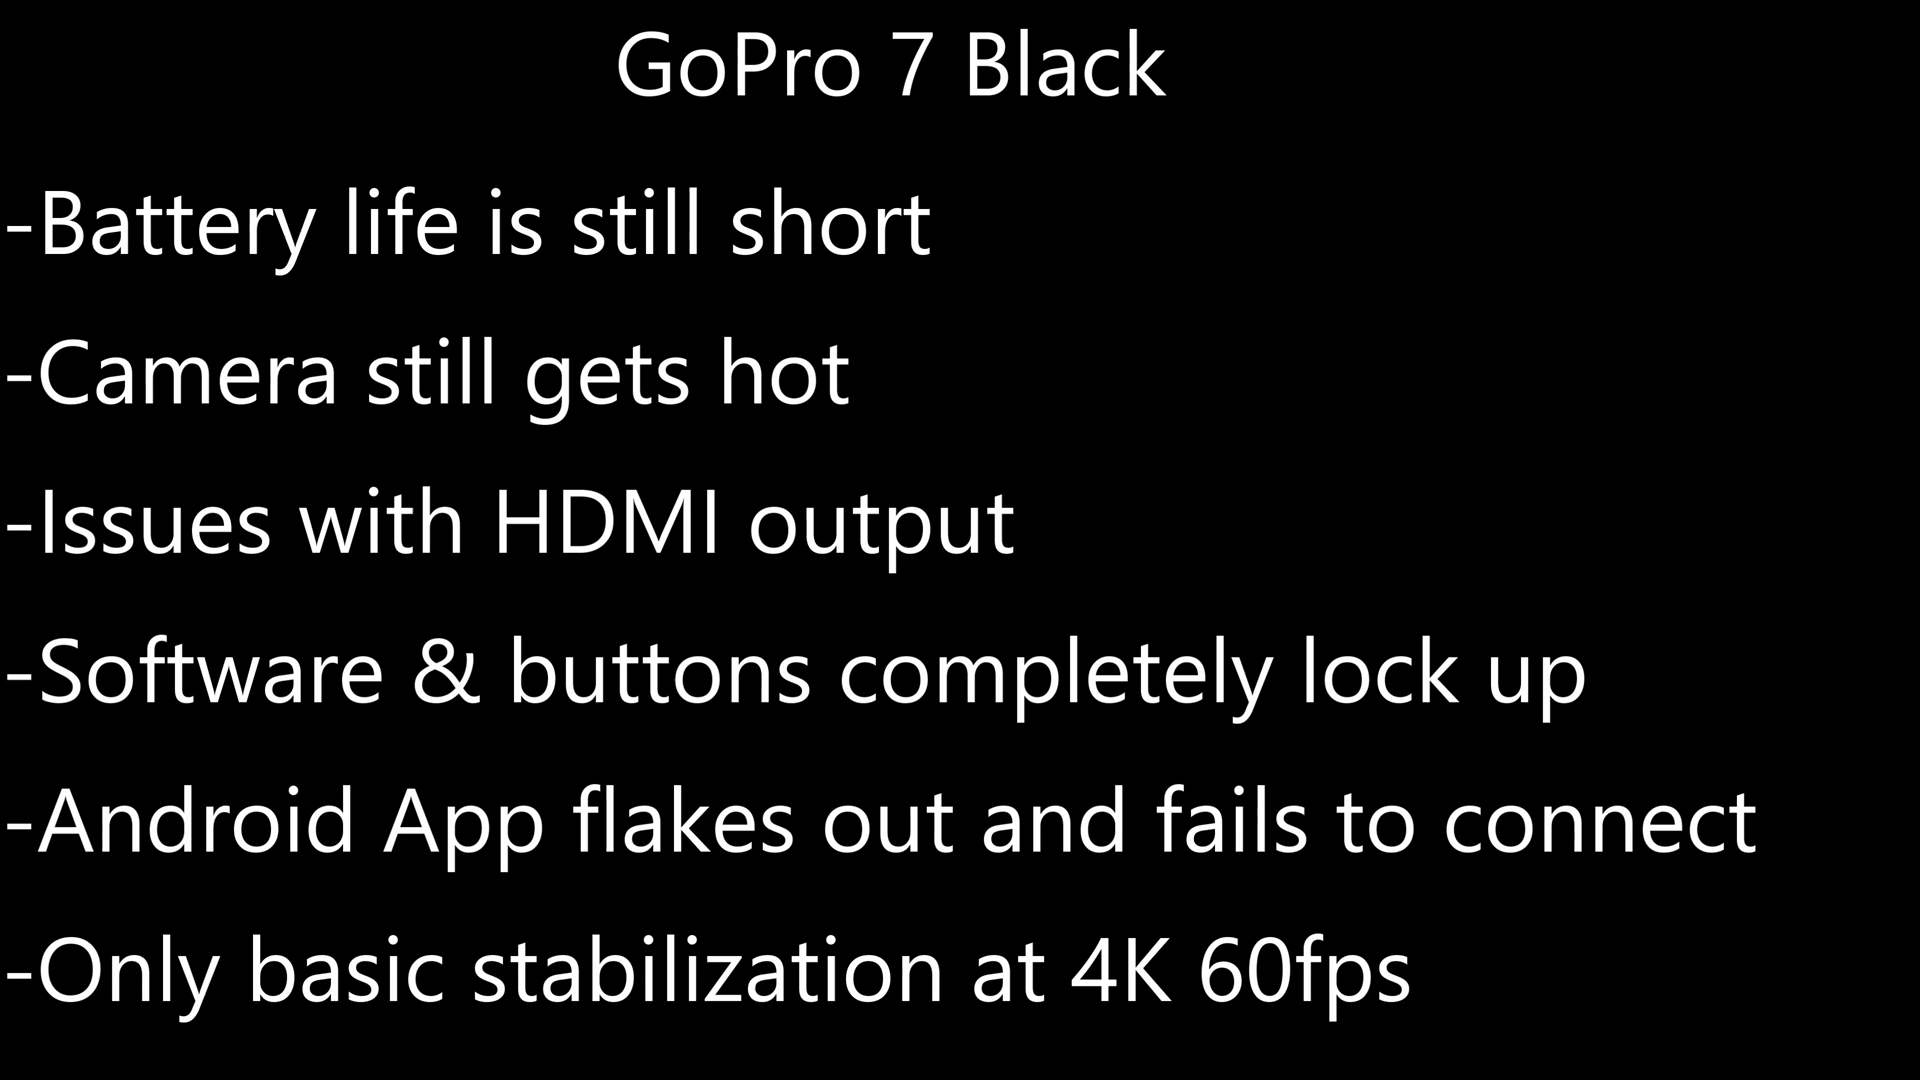 GoPro 7 Black
-Battery life is still short
-Camera still gets hot
-Issues with HDMI output
-Software & buttons completely lock up
-Android App flakes out and fails to connect
-Only basic stabilization at 4K 60fps